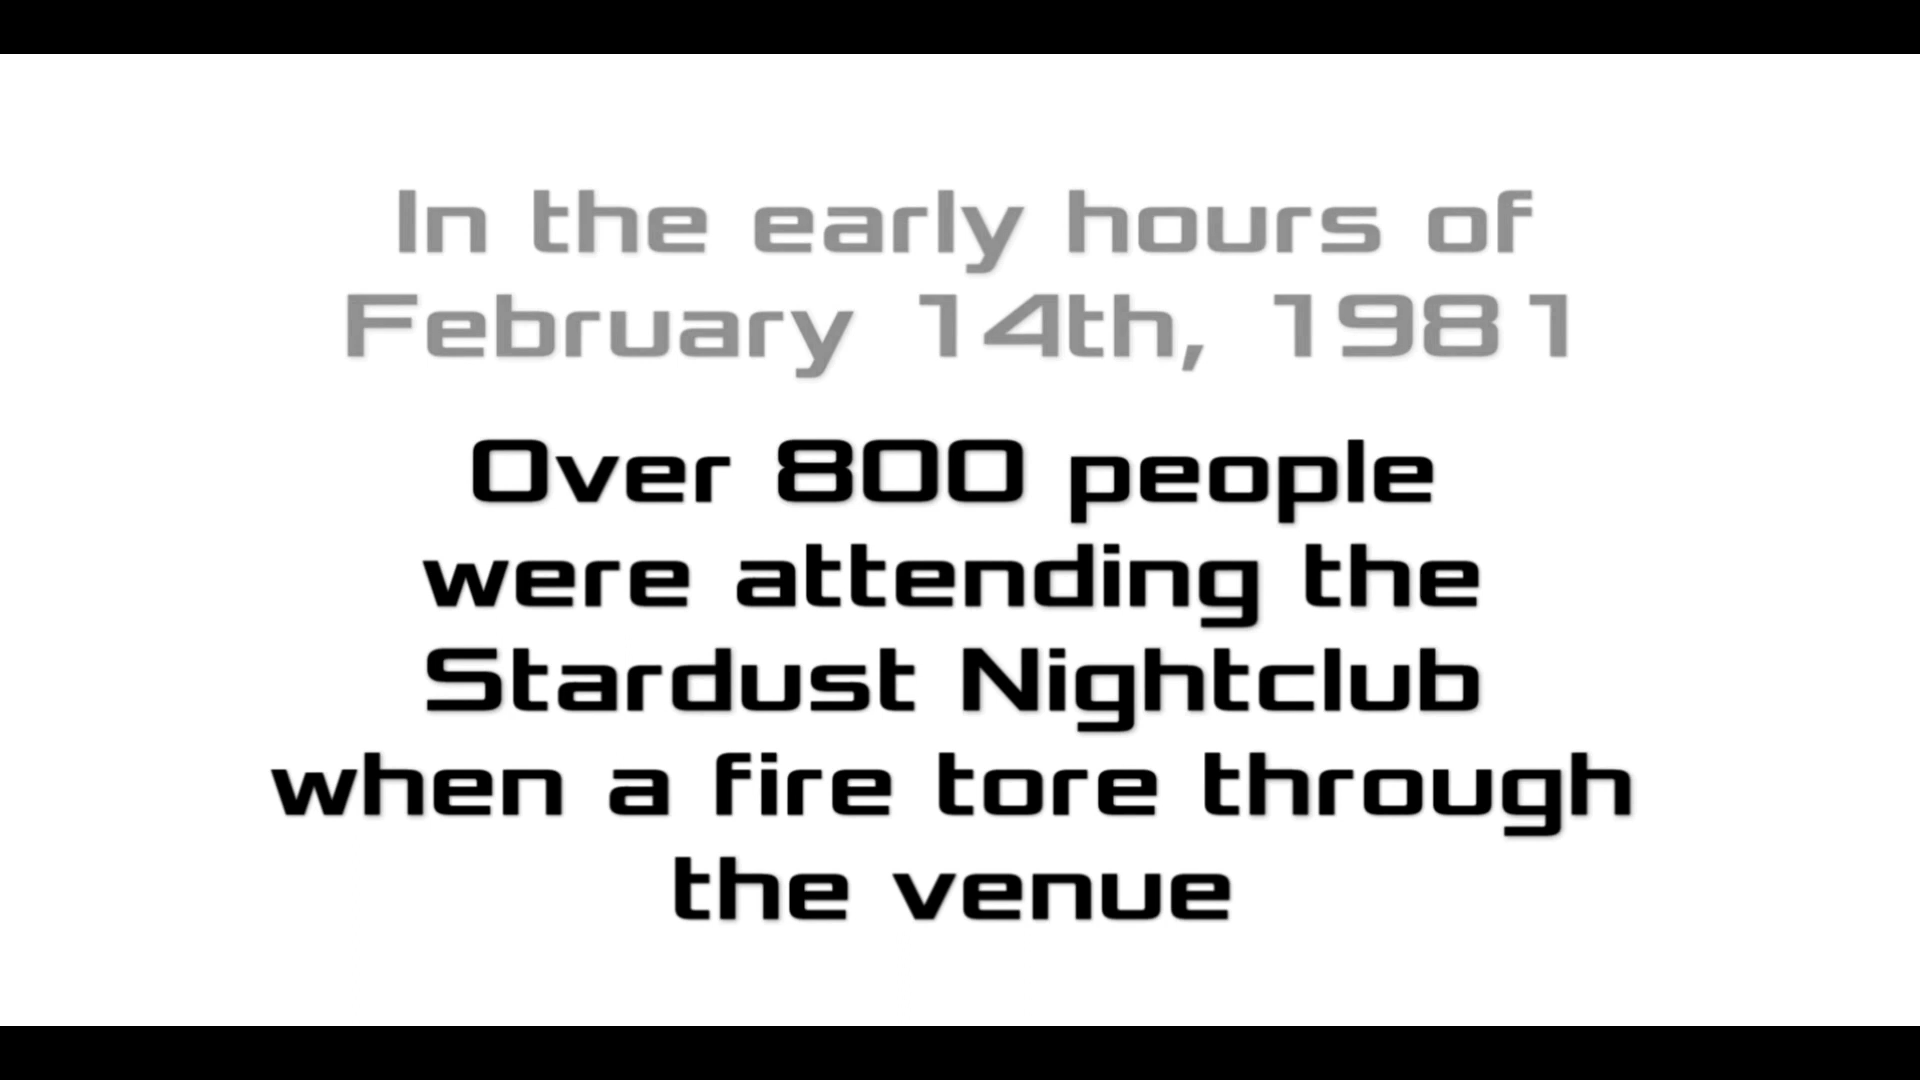 In the early hours of
February 14th, 1981
Over 800 people
were attending the
Stardust Nightclub
when a fire tore through
the venue